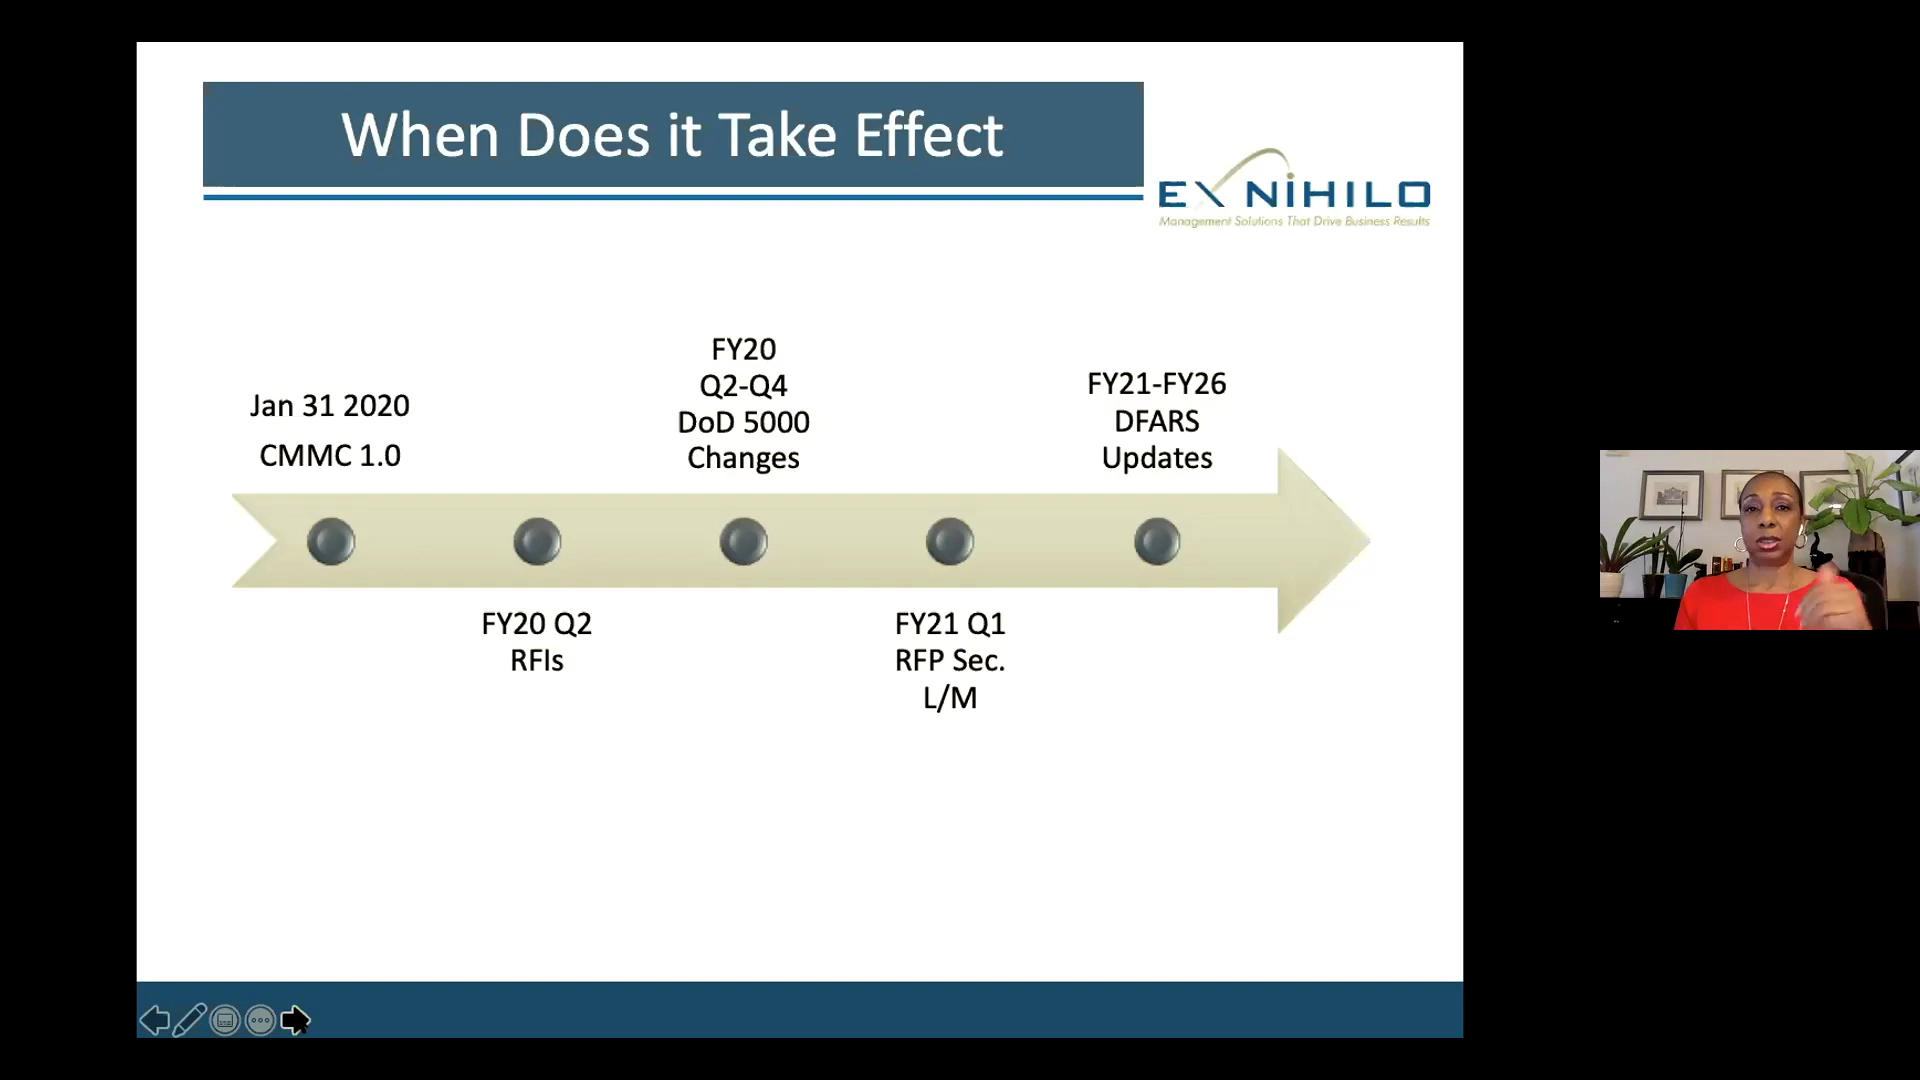 When Does it Take Effect
EX NIHILO
Management Solutions That Drive Business Results
Jan 31 2020
CMMC 1.0
FY20 Q2
RFIs
FY20
Q2-Q4
DoD 5000
Changes
FY21 Q1
RFP Sec.
L/M
FY21-FY26
DFARS
Updates